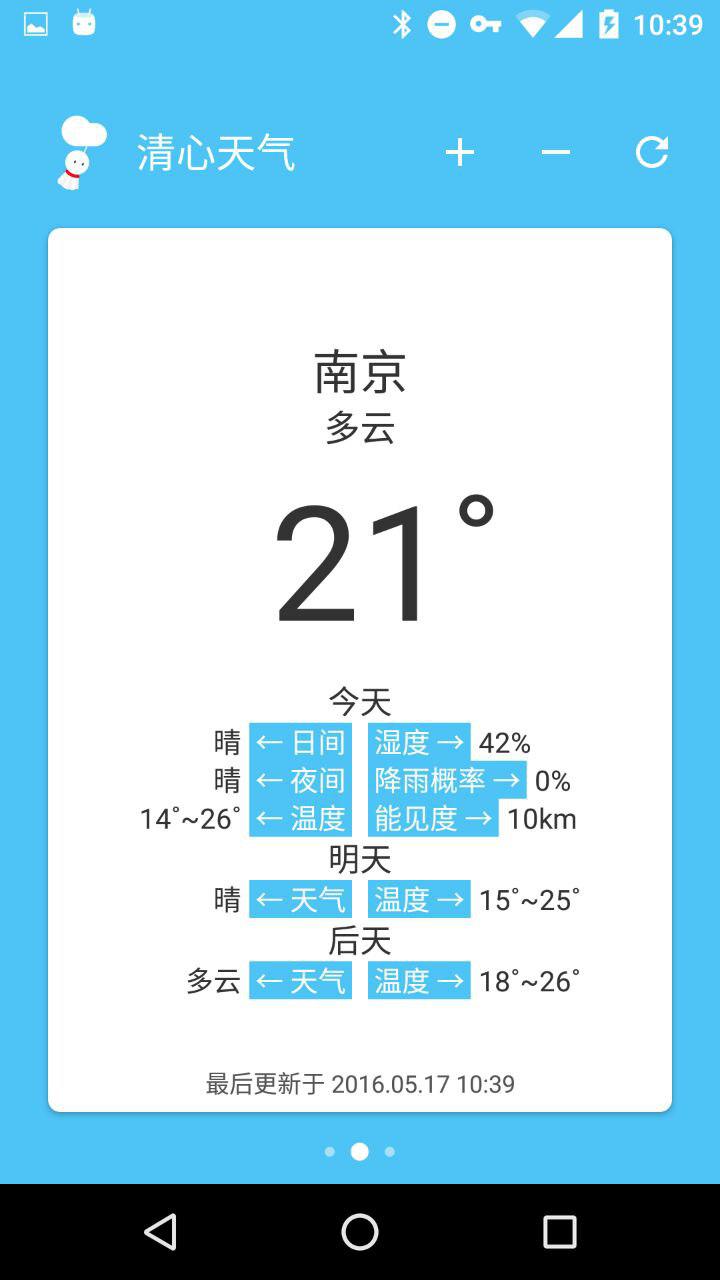 10:39
清心天气
南京
多云
21°
今天
晴 ← 日间 湿度 → 42%
晴 ← 夜间 降雨概率 → 0%
14°~26° ← 温度 能见度 → 10km
明天
晴 ← 天气 温度 → 15°~25°
后天
多云 ← 天气 温度 → 18°~26°
最后更新于 2016.05.17 10:39